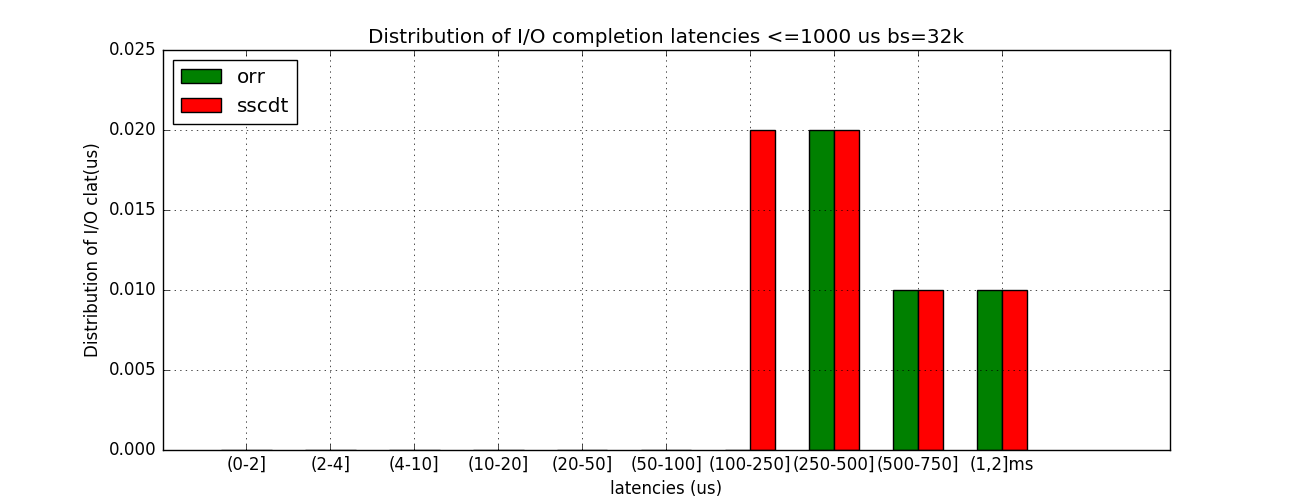 Distribution of I/O completion latencies <=1000 us bs=32k
orr
sscdt
Distribution of I/O clat(us)
0.025
0.020
0.015
0.010
0.005
0.000
(0-2] (2-4] (4-10] (10-20] (20-50] (50-100] (100-250] (250-500] (500-750] (1,2]ms
latencies (us)